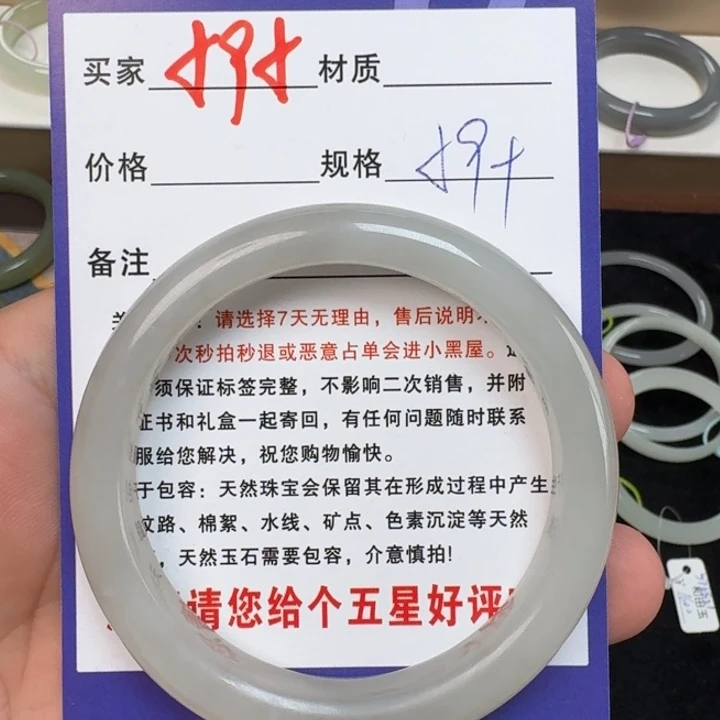 买家 材质
价格 规格
备注
：请选择7天无理由，售后说明
次秒拍秒退或恶意占单会进小黑屋。
须保证标签完整，不影响二次销售，并附
证书和礼盒一起寄回，有任何问题随时联系
服给您解决，祝您购物愉快。
于包容：天然珠宝会保留其在形成过程中产生
纹路、棉絮、水线、矿点、色素沉淀等天然
，天然玉石需要包容，介意慎拍！
请您给个五星好评